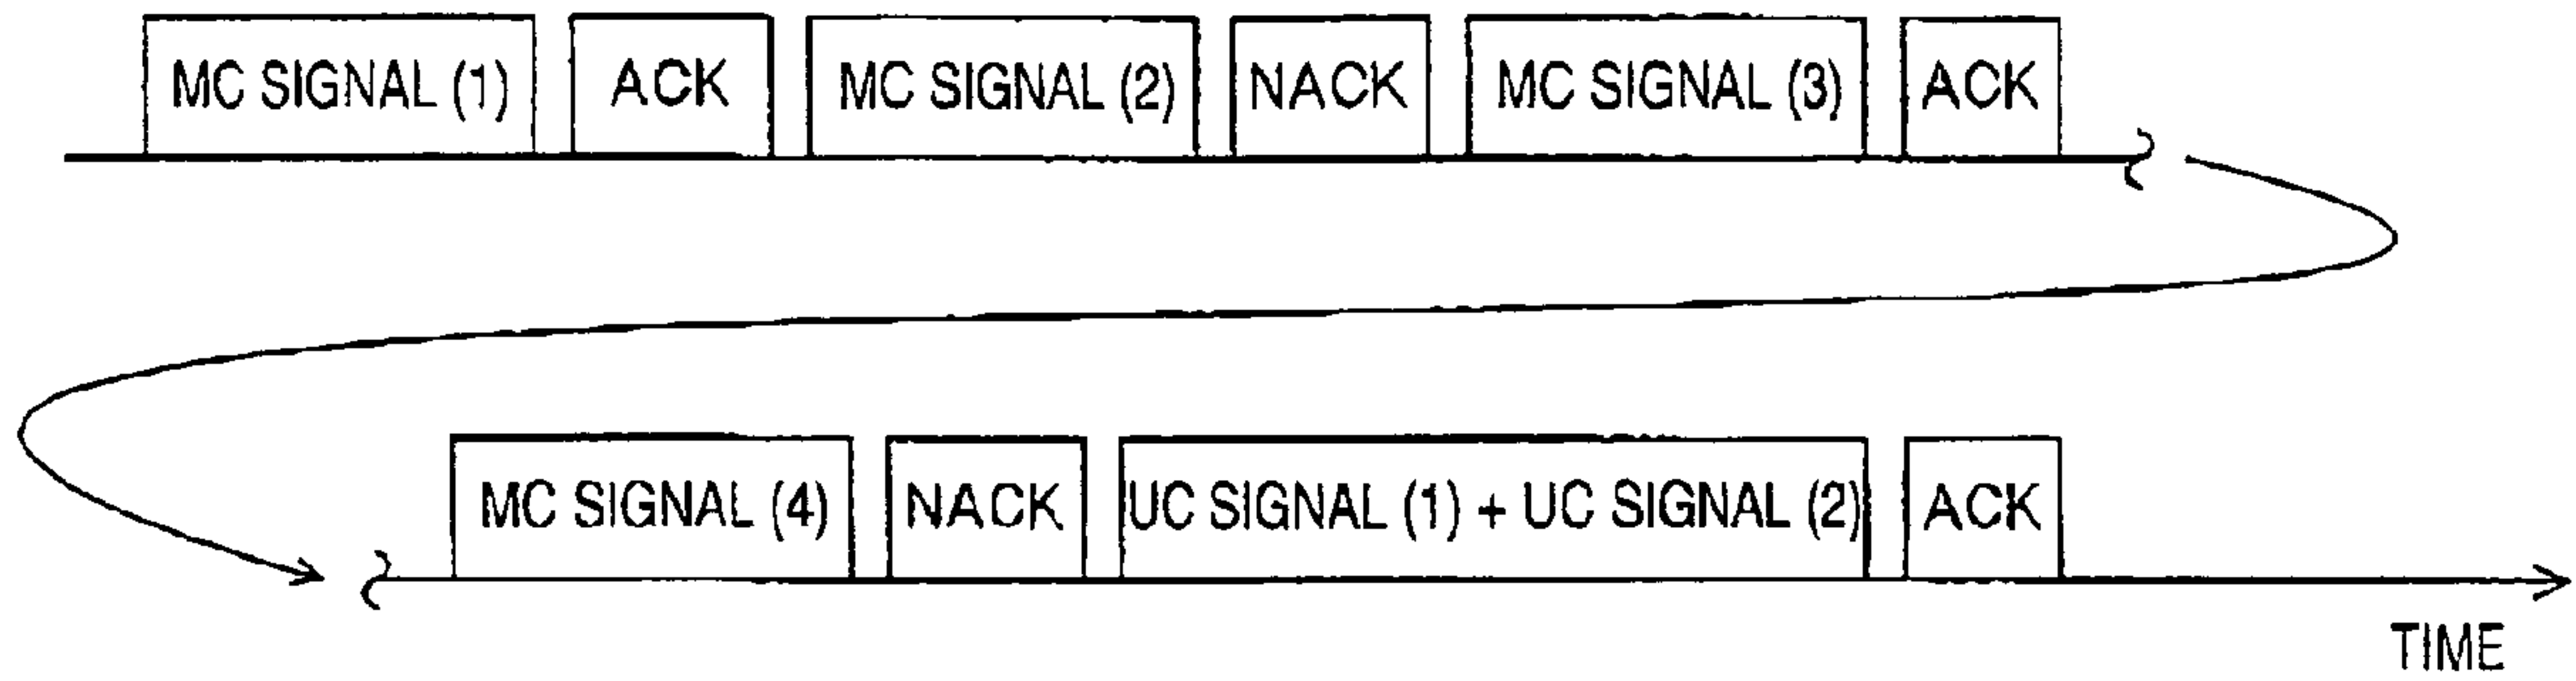 MC SIGNAL (1) ACK MC SIGNAL (2) NACK MC SIGNAL (3) ACK
MC SIGNAL (4) NACK UC SIGNAL (1) + UC SIGNAL (2) ACK
TIME